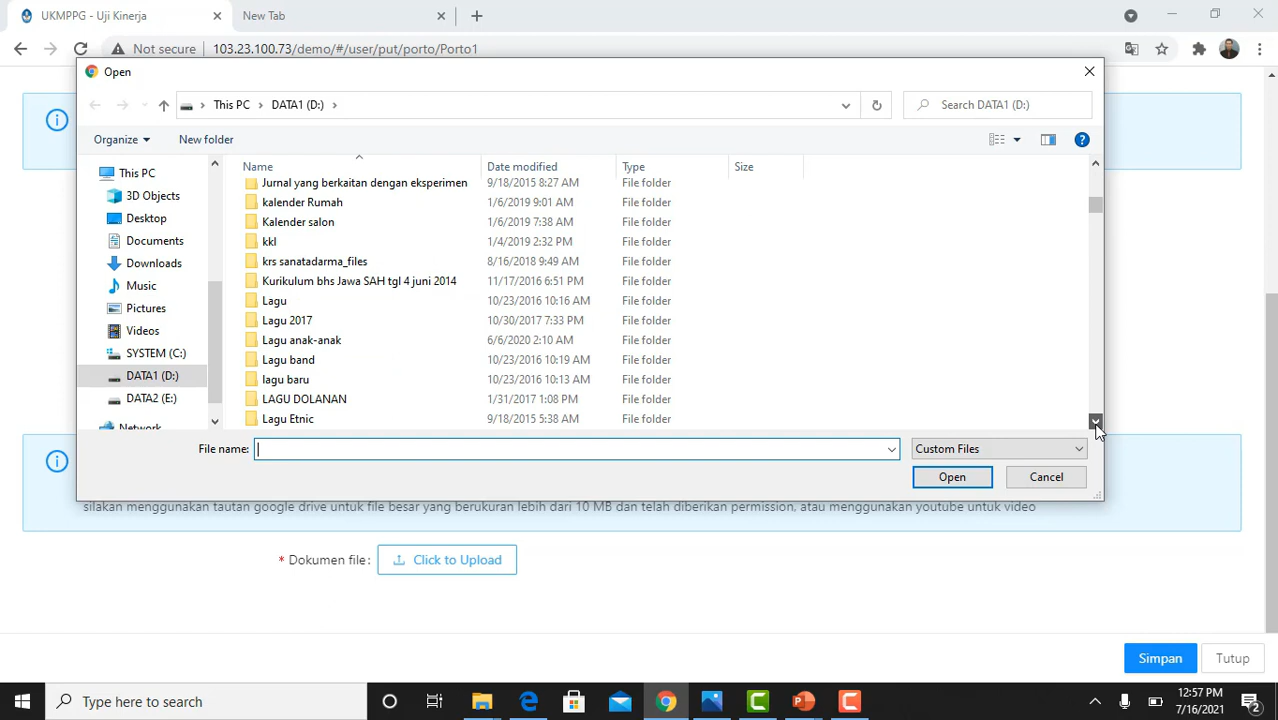 UKMPPG - Uji Kinerja
New Tab
Not secure 103.23.100.73/demo/#/user/put/porto/Porto1
Open
This PC > DATA1 (D:) >
Search DATA1 (D:)
Organize
New folder
Name Date modified Type Size
Jurnal yang berkaitan dengan eksperimen 9/18/2015 8:27 AM File folder
kalender Rumah 1/6/2019 9:01 AM File folder
Kalender salon 1/6/2019 7:38 AM File folder
kkl 1/4/2019 2:32 PM File folder
krs sanatadarma_files 8/16/2018 9:49 AM File folder
Kurikulum bhs Jawa SAH tgl 4 juni 2014 11/17/2016 6:51 PM File folder
Lagu 10/23/2016 10:16 AM File folder
Lagu 2017 10/30/2017 7:33 PM File folder
Lagu anak-anak 6/6/2020 2:10 AM File folder
Lagu band 10/23/2016 10:19 AM File folder
lagu baru 10/23/2016 10:13 AM File folder
LAGU DOLANAN 1/31/2017 1:08 PM File folder
Lagu Etnic 9/18/2015 5:38 AM File folder
This PC
3D Objects
Desktop
Documents
Downloads
Music
Pictures
Videos
SYSTEM (C:)
DATA1 (D:)
DATA2 (E:)
Network
File name:
Custom Files
Open
Cancel
silakan menggunakan tautan google drive untuk file besar yang berukuran lebih dari 10 MB dan telah diberikan permission, atau menggunakan youtube untuk video
* Dokumen file: Click to Upload
Simpan
Tutup
Type here to search
12:57 PM
7/16/2021
2